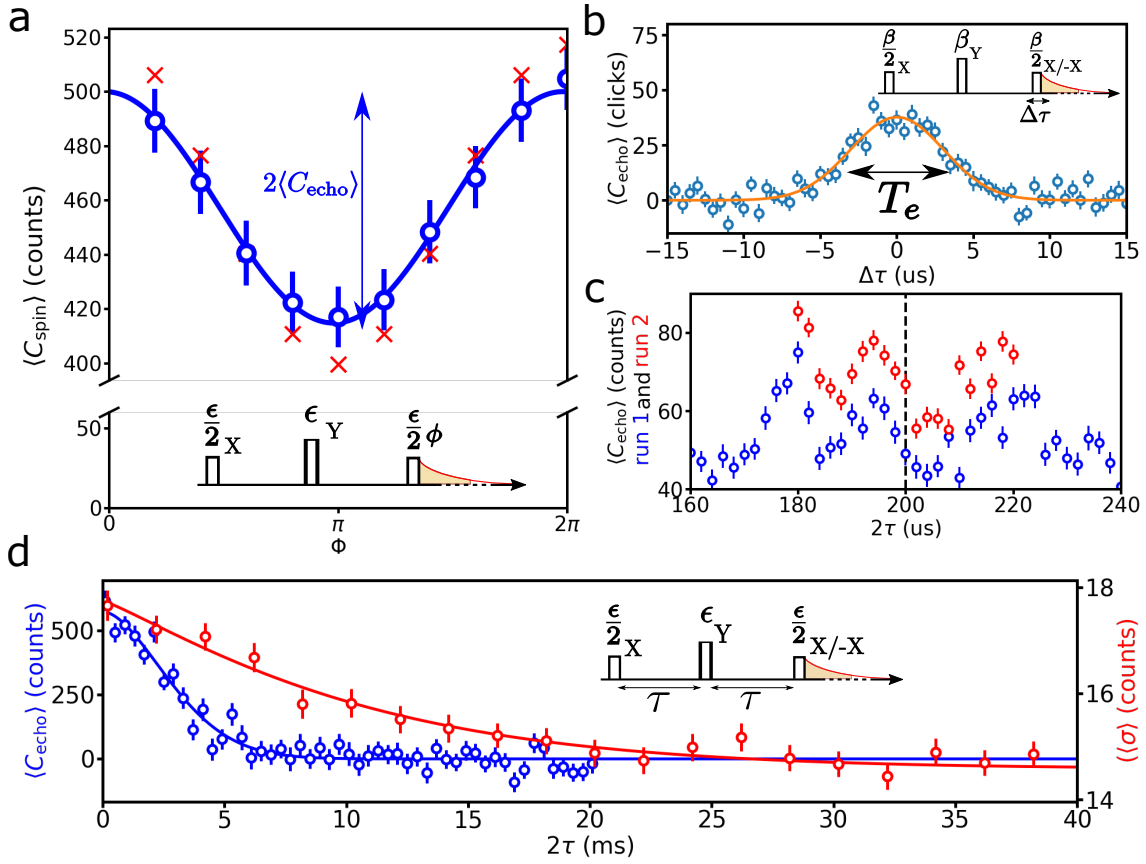 a
520
500
480
460
440
420
400
50
0
⟨C_spin⟩ (counts)
2⟨C_echo⟩
ϵ/2 X
ϵ Y
ϵ/2 ϕ
0
π
2π
Φ
b
75
50
25
0
⟨C_echo⟩ (clicks)
β/2 X
β Y
β/2 X/-X
Δτ
T_e
−15
−10
−5
0
5
10
15
Δτ (us)
c
80
60
40
⟨C_echo⟩ (counts)
run 1 and run 2
160
180
200
220
240
2τ (us)
d
500
250
0
⟨C_echo⟩ (counts)
ϵ/2 X
ϵ Y
ϵ/2 X/-X
τ
τ
18
16
14
⟨⟨σ⟩ (counts)
0
5
10
15
20
25
30
35
40
2τ (ms)